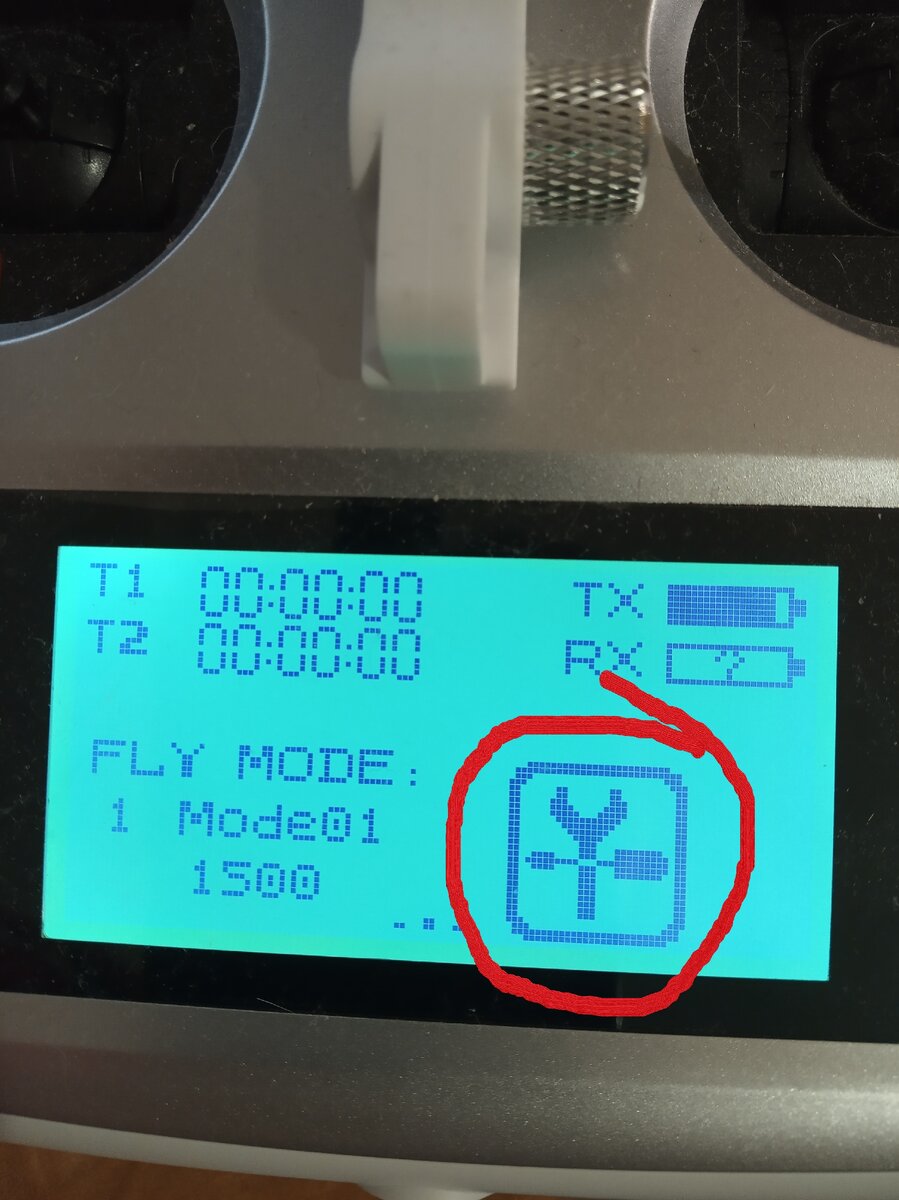 T1 00:00:00 TX
T2 00:00:00 RX ?
FLY MODE:
1 Mode01
1500